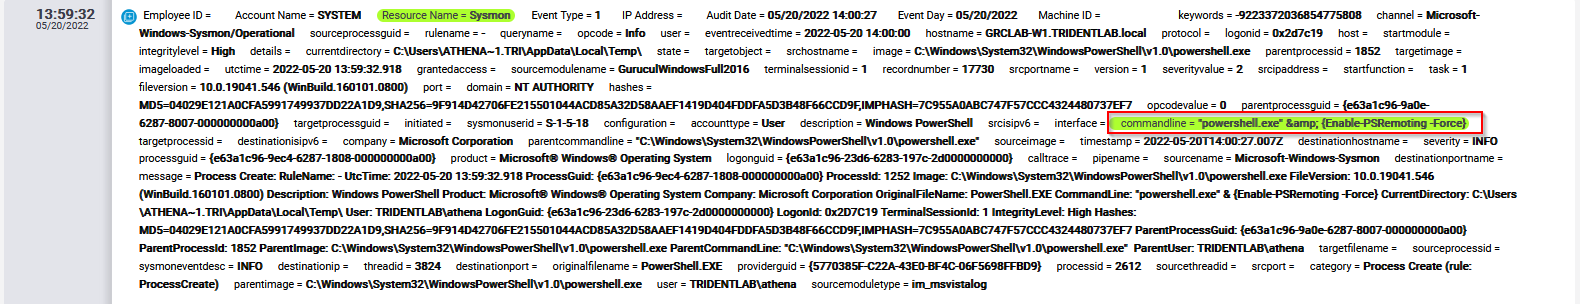 13:59:32
05/20/2022
Employee ID = Account Name = SYSTEM Resource Name = Sysmon Event Type = 1 IP Address = Audit Date = 05/20/2022 14:00:27 Event Day = 05/20/2022 Machine ID = keywords = -9223372036854775808 channel = Microsoft-
Windows-Sysmon/Operational sourceprocessguid = rulename = - queryname = opcode = Info user = eventreceivedtime = 2022-05-20 14:00:00 hostname = GRCLAB-W1.TRIDENTLAB.local protocol = logonid = 0x2d7c19 host = startmodule =
integritylevel = High details = currentdirectory = C:\Users\ATHENA~1.TRI\AppData\Local\Temp\ state = targetobject = srchostname = image = C:\Windows\System32\WindowsPowerShell\v1.0\powershell.exe parentprocessid = 1852 targetimage =
imageloaded = utctime = 2022-05-20 13:59:32.918 grantedaccess = sourcemodulename = GuruculWindowsFull2016 terminalsessionid = 1 recordnumber = 17730 srcportname = version = 1 severityvalue = 2 srcipaddress = startfunction = task = 1
fileversion = 10.0.19041.546 (WinBuild.160101.0800) port = domain = NT AUTHORITY hashes =
MD5=04029E121A0CFA5991749937DD22A1D9,SHA256=9F914D42706FE215501044ACD85A32D58AAEF1419D404FDDFA5D3B48F66CCD9F,IMPHASH=7C955A0ABC747F57CCC4324480737EF7 opcodevalue = 0 parentprocessguid = {e63a1c96-9a0e-
6287-8007-000000000a00} targetprocessguid = initiated = sysmonuserid = S-1-5-18 configuration = accounttype = User description = Windows PowerShell srcisipv6 = interface = commandline = "powershell.exe" &amp; {Enable-PSRemoting -Force}
targetprocessid = destinationisipv6 = company = Microsoft Corporation parentcommandline = "C:\Windows\System32\WindowsPowerShell\v1.0\powershell.exe" sourceimage = timestamp = 2022-05-20T14:00:27.007Z destinationhostname = severity = INFO
processguid = {e63a1c96-9ec4-6287-1808-000000000a00} product = Microsoft® Windows® Operating System logonguid = {e63a1c96-23d6-6283-197c-2d0000000000} calltrace = pipename = sourcename = Microsoft-Windows-Sysmon destinationportname =
message = Process Create: RuleName: - UtcTime: 2022-05-20 13:59:32.918 ProcessGuid: {e63a1c96-9ec4-6287-1808-000000000a00} ProcessId: 1252 Image: C:\Windows\System32\WindowsPowerShell\v1.0\powershell.exe FileVersion: 10.0.19041.546
(WinBuild.160101.0800) Description: Windows PowerShell Product: Microsoft® Windows® Operating System Company: Microsoft Corporation OriginalFileName: PowerShell.EXE CommandLine: "powershell.exe" & {Enable-PSRemoting -Force} CurrentDirectory: C:\Users
\ATHENA~1.TRI\AppData\Local\Temp\ User: TRIDENTLAB\athena LogonGuid: {e63a1c96-23d6-6283-197c-2d0000000000} LogonId: 0x2D7C19 TerminalSessionId: 1 IntegrityLevel: High Hashes:
MD5=04029E121A0CFA5991749937DD22A1D9,SHA256=9F914D42706FE215501044ACD85A32D58AAEF1419D404FDDFA5D3B48F66CCD9F,IMPHASH=7C955A0ABC747F57CCC4324480737EF7 ParentProcessGuid: {e63a1c96-9a0e-6287-8007-000000000a00}
ParentProcessId: 1852 ParentImage: C:\Windows\System32\WindowsPowerShell\v1.0\powershell.exe ParentCommandLine: "C:\Windows\System32\WindowsPowerShell\v1.0\powershell.exe" ParentUser: TRIDENTLAB\athena targetfilename = sourceprocessid =
sysmoneventdesc = INFO destinationip = threadid = 3824 destinationport = originalfilename = PowerShell.EXE providerguid = {5770385F-C22A-43E0-BF4C-06F5698FFBD9} processid = 2612 sourcethreadid = srcport = category = Process Create (rule:
ProcessCreate) parentimage = C:\Windows\System32\WindowsPowerShell\v1.0\powershell.exe user = TRIDENTLAB\athena sourcemoduletype = im_msvistalog